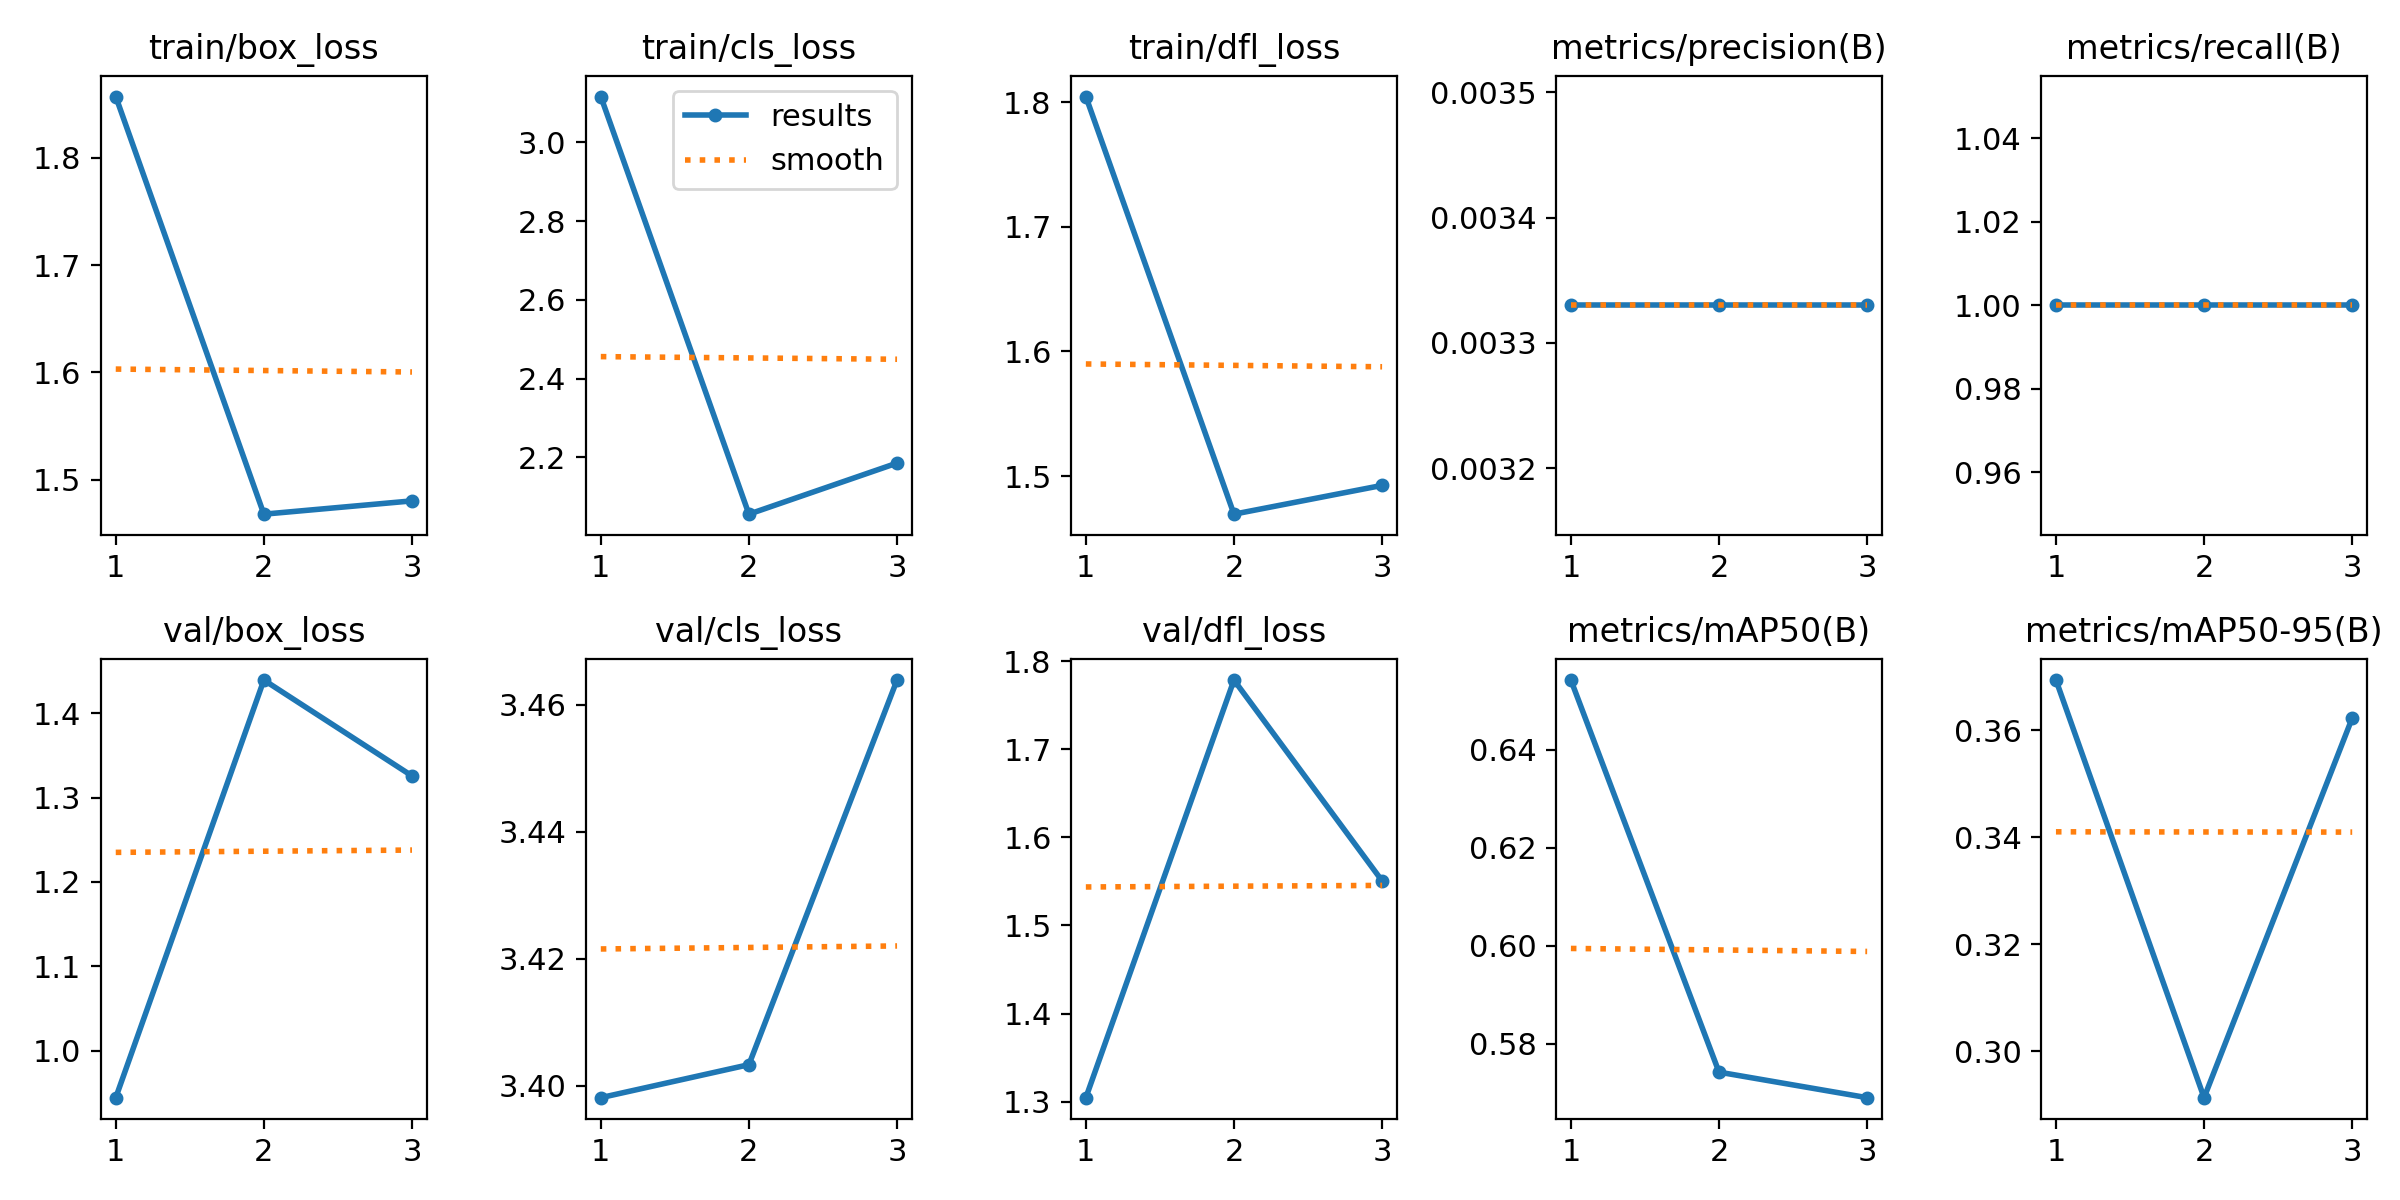 train/box_loss
train/cls_loss
train/dfl_loss
metrics/precision(B)
metrics/recall(B)
1.8
1.7
1.6
1.5
1 2 3
results
smooth
3.0
2.8
2.6
2.4
2.2
1 2 3
1.8
1.7
1.6
1.5
1 2 3
0.0035
0.0034
0.0033
0.0032
1 2 3
1.04
1.02
1.00
0.98
0.96
1 2 3
val/box_loss
val/cls_loss
val/dfl_loss
metrics/mAP50(B)
metrics/mAP50-95(B)
1.4
1.3
1.2
1.1
1.0
1 2 3
3.46
3.44
3.42
3.40
1 2 3
1.8
1.7
1.6
1.5
1.4
1.3
1 2 3
0.64
0.62
0.60
0.58
1 2 3
0.36
0.34
0.32
0.30
1 2 3